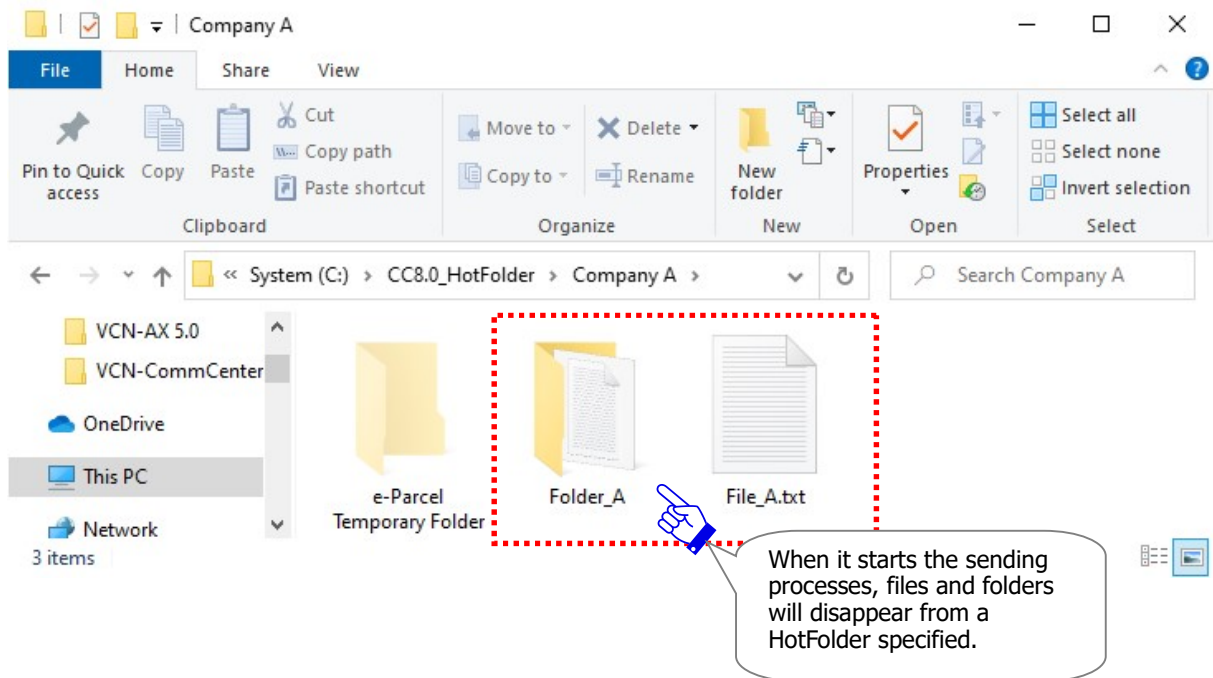 Company A
File Home Share View
Pin to Quick access
Copy
Paste
Cut
Copy path
Paste shortcut
Clipboard
Move to
Copy to
Delete
Rename
Organize
New folder
New
Properties
Open
Select all
Select none
Invert selection
Select
« System (C:) > CC8.0_HotFolder > Company A >
Search Company A
VCN-AX 5.0
VCN-CommCenter
OneDrive
This PC
Network
e-Parcel
Temporary Folder
Folder_A
File_A.txt
3 items
When it starts the sending
processes, files and folders
will disappear from a
HotFolder specified.